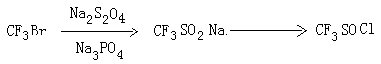 Na₂S₂O₄
CF₃Br ⟶ CF₃SO₂Na. ⟶ CF₃SOCl
Na₃PO₄